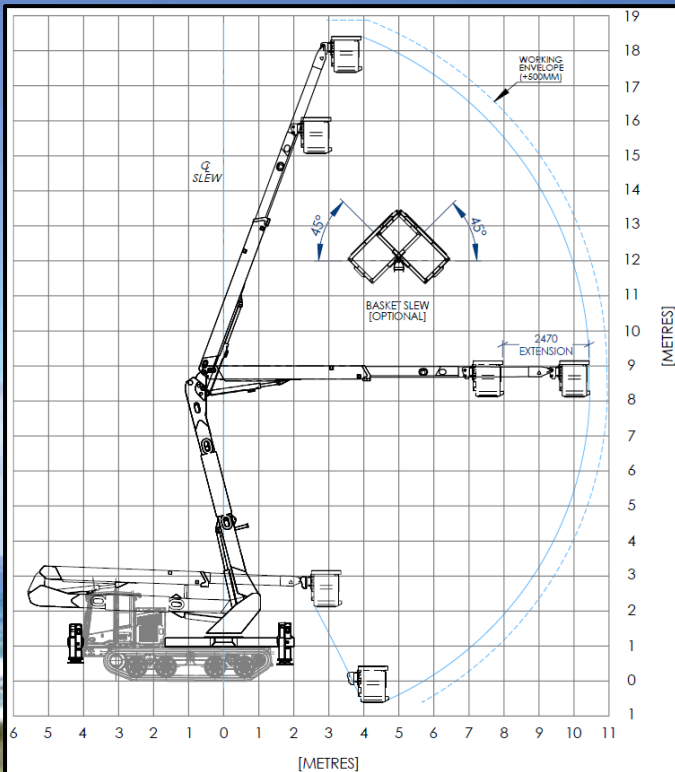 19
18
17
16
15
14
13
12
11
10
9
8
7
6
5
4
3
2
1
0
1
[METRES]
WORKING
ENVELOPE
(+500MM)
℄
SLEW
45°
45°
BASKET SLEW
[OPTIONAL]
2470
EXTENSION
6 5 4 3 2 1 0 1 2 3 4 5 6 7 8 9 10 11
[METRES]